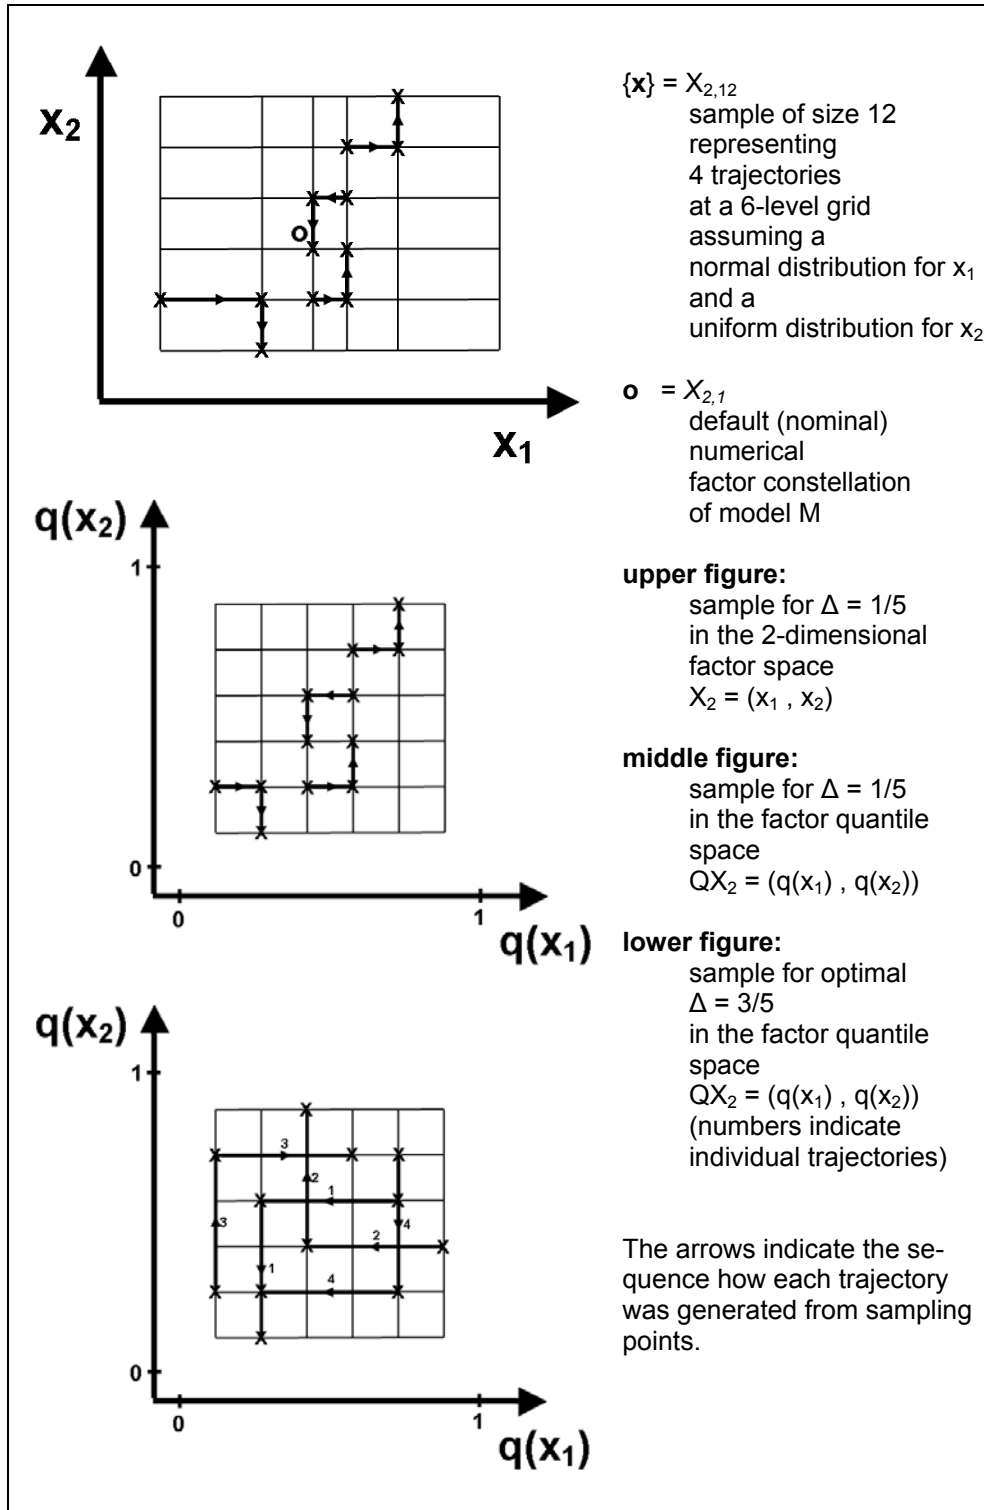 x2
x1
{x} = X2,12
sample of size 12
representing
4 trajectories
at a 6-level grid
assuming a
normal distribution for x1
and a
uniform distribution for x2
o
o = X2,1
default (nominal)
numerical
factor constellation
of model M
q(x2)
1
0
0
1
q(x1)
upper figure:
sample for Δ = 1/5
in the 2-dimensional
factor space
X2 = (x1 , x2)
middle figure:
sample for Δ = 1/5
in the factor quantile
space
QX2 = (q(x1) , q(x2))
lower figure:
sample for optimal
Δ = 3/5
in the factor quantile
space
QX2 = (q(x1) , q(x2))
(numbers indicate
individual trajectories)
q(x2)
1
3
2
1
3
4
2
1
4
0
0
1
q(x1)
The arrows indicate the se-
quence how each trajectory
was generated from sampling
points.